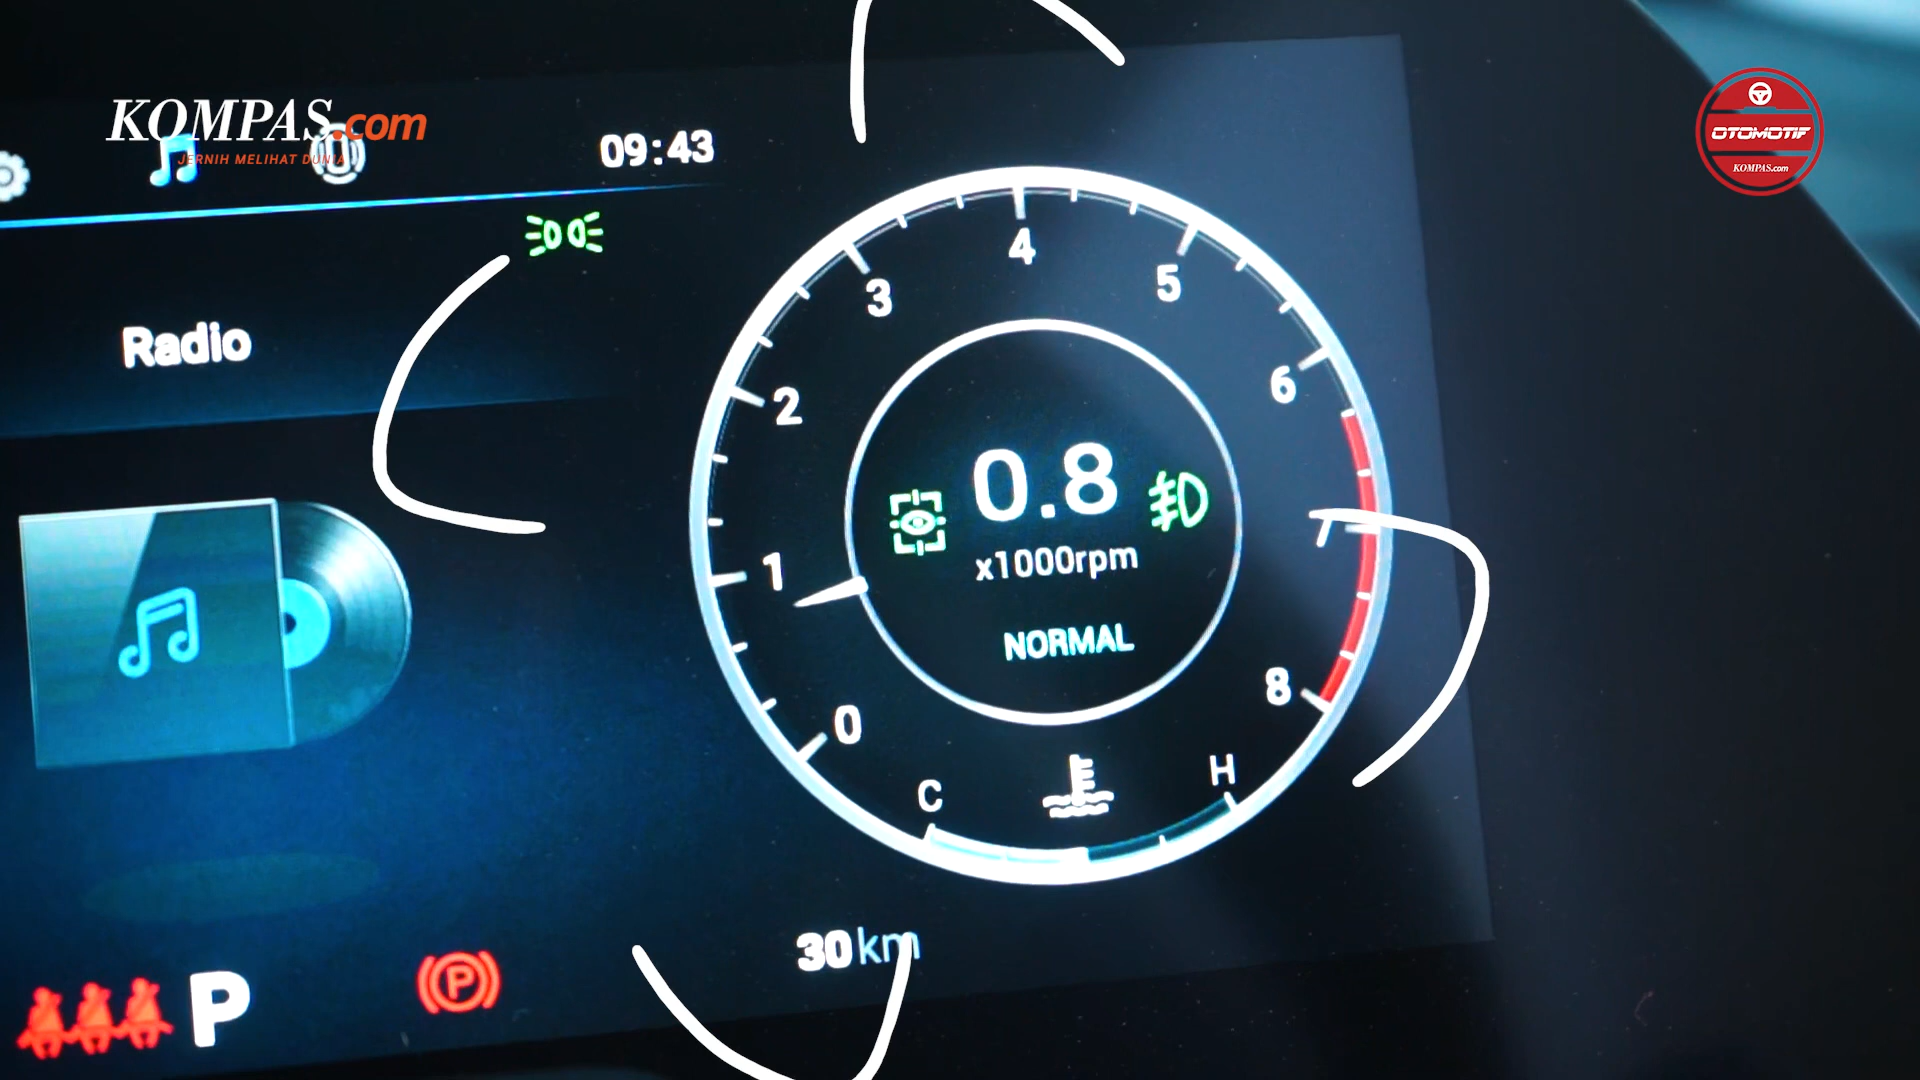 KOMPAS.com
JERNIH MELIHAT DUNIA
09:43
OTOMOTIF
KOMPAS.com
Radio
0
1
2
3
4
5
6
7
8
0.8
x1000rpm
NORMAL
C
H
30km
P
P